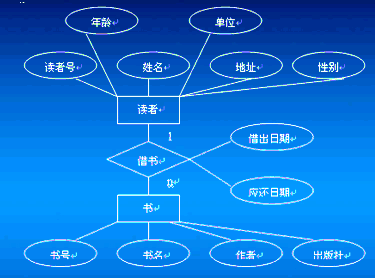 年龄
单位
读者号
姓名
地址
性别
读者
1
借出日期
借书
n
应还日期
书
书号
书名
作者
出版社